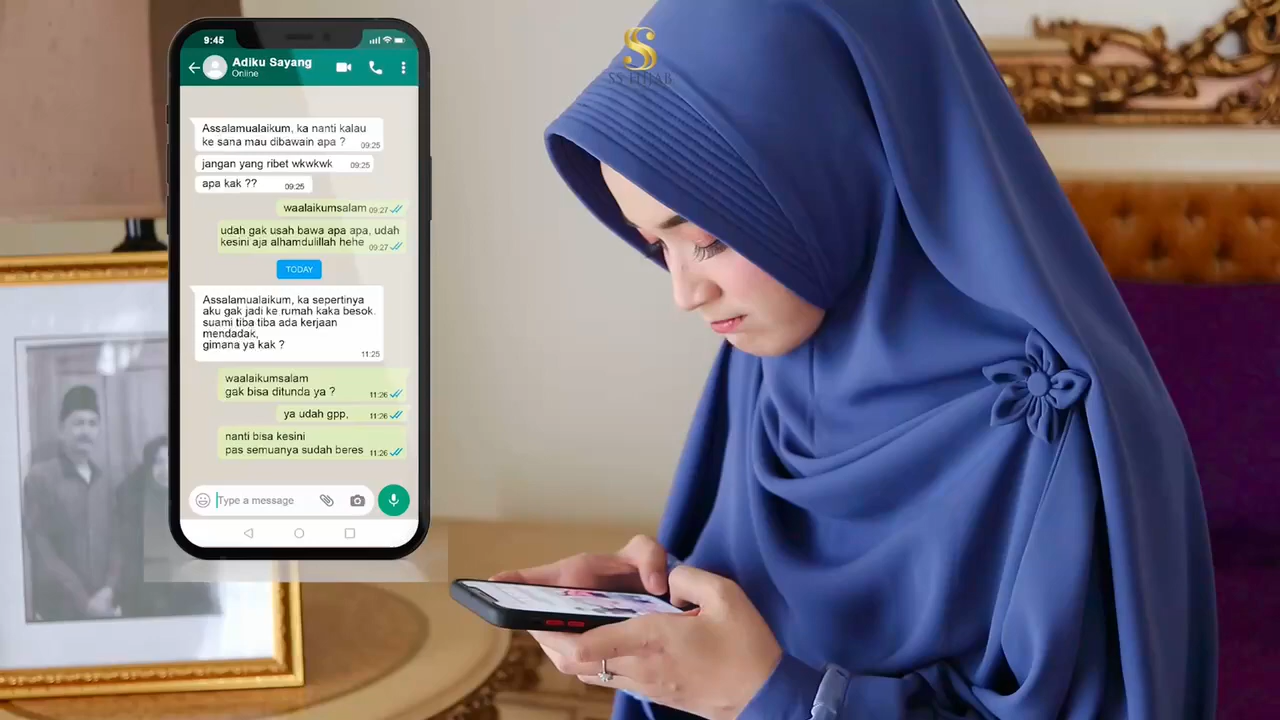 9:45
Adiku Sayang
Online
Assalamualaikum, ka nanti kalau
ke sana mau dibawain apa ? 09:25
jangan yang ribet wkwkwk 09:25
apa kak ?? 09:25
waalaikumsalam 09:27
udah gak usah bawa apa apa, udah
kesini aja alhamdulillah hehe 09:27
TODAY
Assalamualaikum, ka sepertinya
aku gak jadi ke rumah kaka besok.
suami tiba tiba ada kerjaan
mendadak,
gimana ya kak ?
11:25
waalaikumsalam
gak bisa ditunda ya ? 11:26
ya udah gpp, 11:26
nanti bisa kesini
pas semuanya sudah beres 11:26
Type a message
SS HIJAB